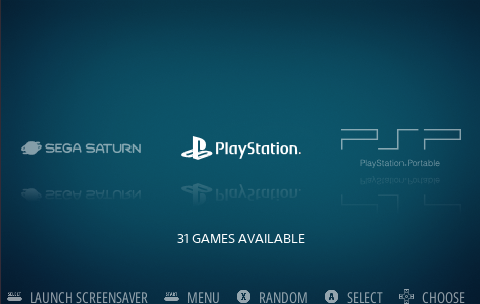 SEGA SATURN
PlayStation.
PSP
PlayStation.Portable
31 GAMES AVAILABLE
SELECT LAUNCH SCREENSAVER START MENU X RANDOM A SELECT CHOOSE